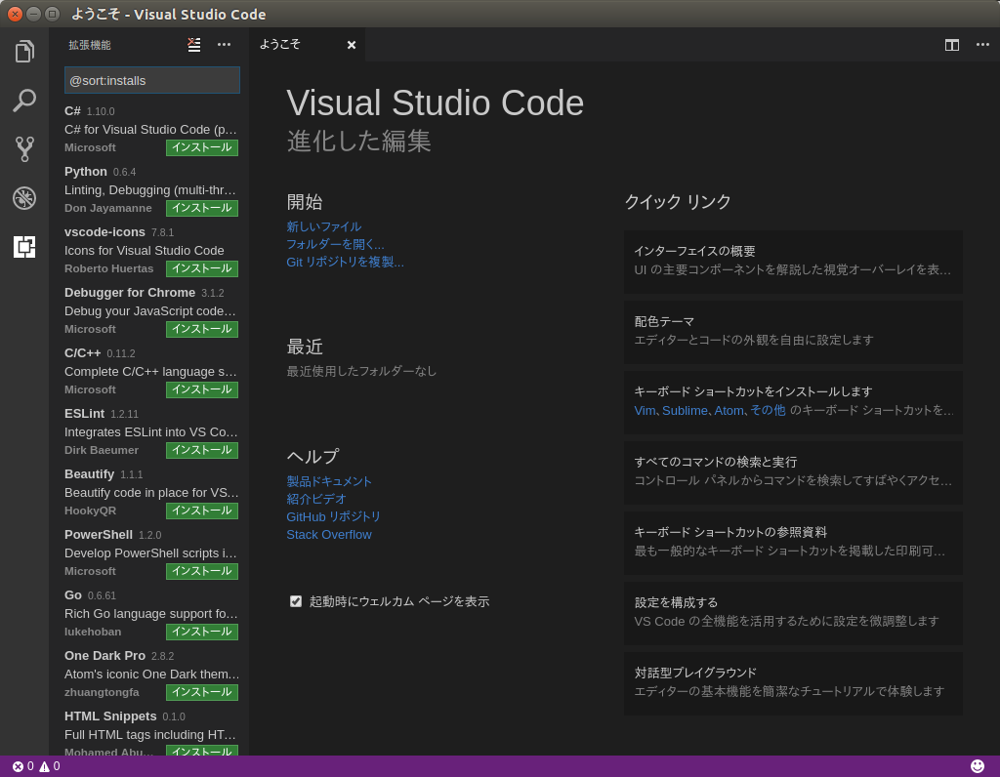 ようこそ - Visual Studio Code
拡張機能
@sort:installs
C# 1.10.0
C# for Visual Studio Code (p…
Microsoft インストール
Python 0.6.4
Linting, Debugging (multi-thr…
Don Jayamanne インストール
vscode-icons 7.8.1
Icons for Visual Studio Code
Roberto Huertas インストール
Debugger for Chrome 3.1.2
Debug your JavaScript code…
Microsoft インストール
C/C++ 0.11.2
Complete C/C++ language s…
Microsoft インストール
ESLint 1.2.11
Integrates ESLint into VS Co…
Dirk Baeumer インストール
Beautify 1.1.1
Beautify code in place for VS…
HookyQR インストール
PowerShell 1.2.0
Develop PowerShell scripts i…
Microsoft インストール
Go 0.6.61
Rich Go language support fo…
lukehoban インストール
One Dark Pro 2.8.2
Atom's iconic One Dark them…
zhuangtongfa インストール
HTML Snippets 0.1.0
Full HTML tags including HT…
Mohamed Abu… インストール
ようこそ
Visual Studio Code
進化した編集
開始
新しいファイル
フォルダーを開く...
Git リポジトリを複製...
最近
最近使用したフォルダーなし
ヘルプ
製品ドキュメント
紹介ビデオ
GitHub リポジトリ
Stack Overflow
起動時にウェルカム ページを表示
クイック リンク
インターフェイスの概要
UI の主要コンポーネントを解説した視覚オーバーレイを表…
配色テーマ
エディターとコードの外観を自由に設定します
キーボード ショートカットをインストールします
Vim、Sublime、Atom、その他 のキーボード ショートカットを…
すべてのコマンドの検索と実行
コントロール パネルからコマンドを検索してすばやくアクセ…
キーボード ショートカットの参照資料
最も一般的なキーボード ショートカットを掲載した印刷可…
設定を構成する
VS Code の全機能を活用するために設定を微調整します
対話型プレイグラウンド
エディターの基本機能を簡潔なチュートリアルで体験します
0 0